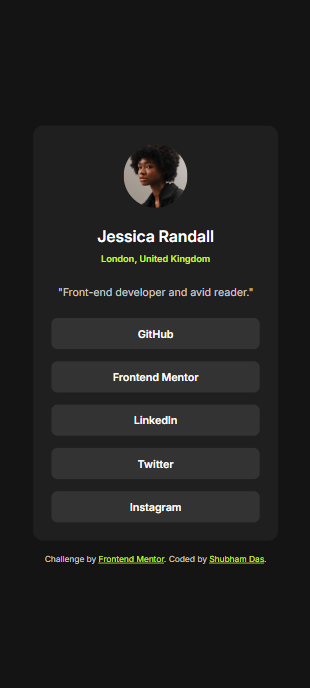 Jessica Randall
London, United Kingdom
"Front-end developer and avid reader."
GitHub
Frontend Mentor
LinkedIn
Twitter
Instagram
Challenge by Frontend Mentor. Coded by Shubham Das.